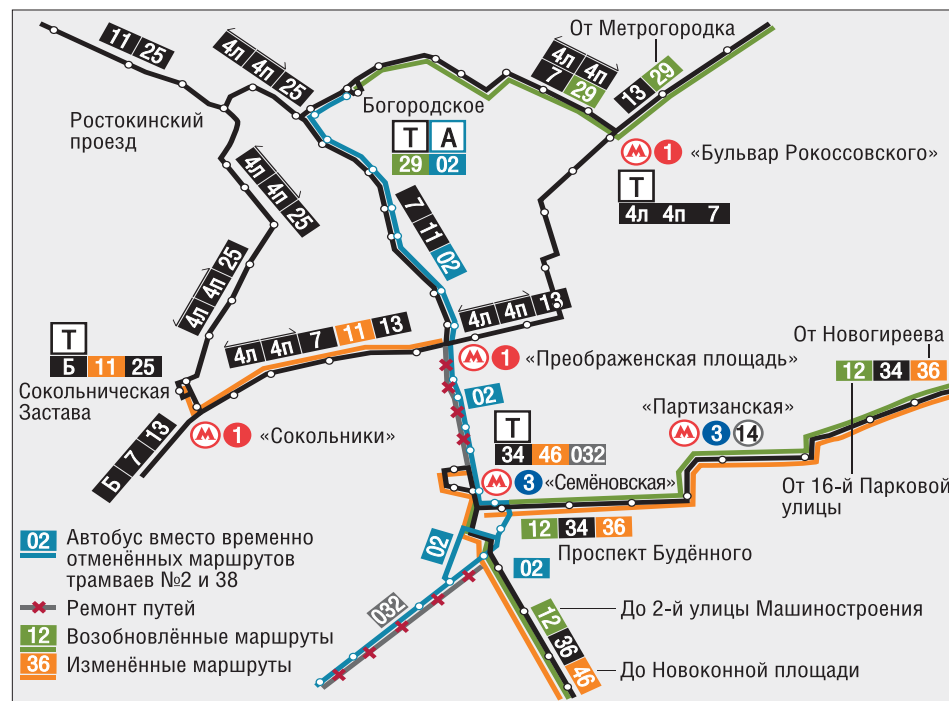 От Метрогородка
11 25
4л 4п 25
4л 4п
7 29
13 29
Ростокинский
проезд
Богородское
Т А
29 02
М 1 «Бульвар Рокоссовского»
Т
4л 4п 7
4л 4п 25
7 11 02
4л 4п 25
4л 4п 13
4л 4п 7 11 13
Т
Б 11 25
Сокольническая
Застава
М 1 «Преображенская площадь»
От Новогиреева
12 34 36
02
«Партизанская»
М 3 14
Б 7 13
М 1 «Сокольники»
Т
34 46 032
М 3 «Семёновская»
От 16-й Парковой
улицы
12 34 36
Проспект Будённого
02
02
032
02 Автобус вместо временно
отменённых маршрутов
трамваев №2 и 38
Ремонт путей
12 Возобновлённые маршруты
36 Изменённые маршруты
12 36 46
До 2-й улицы Машиностроения
До Новоконной площади